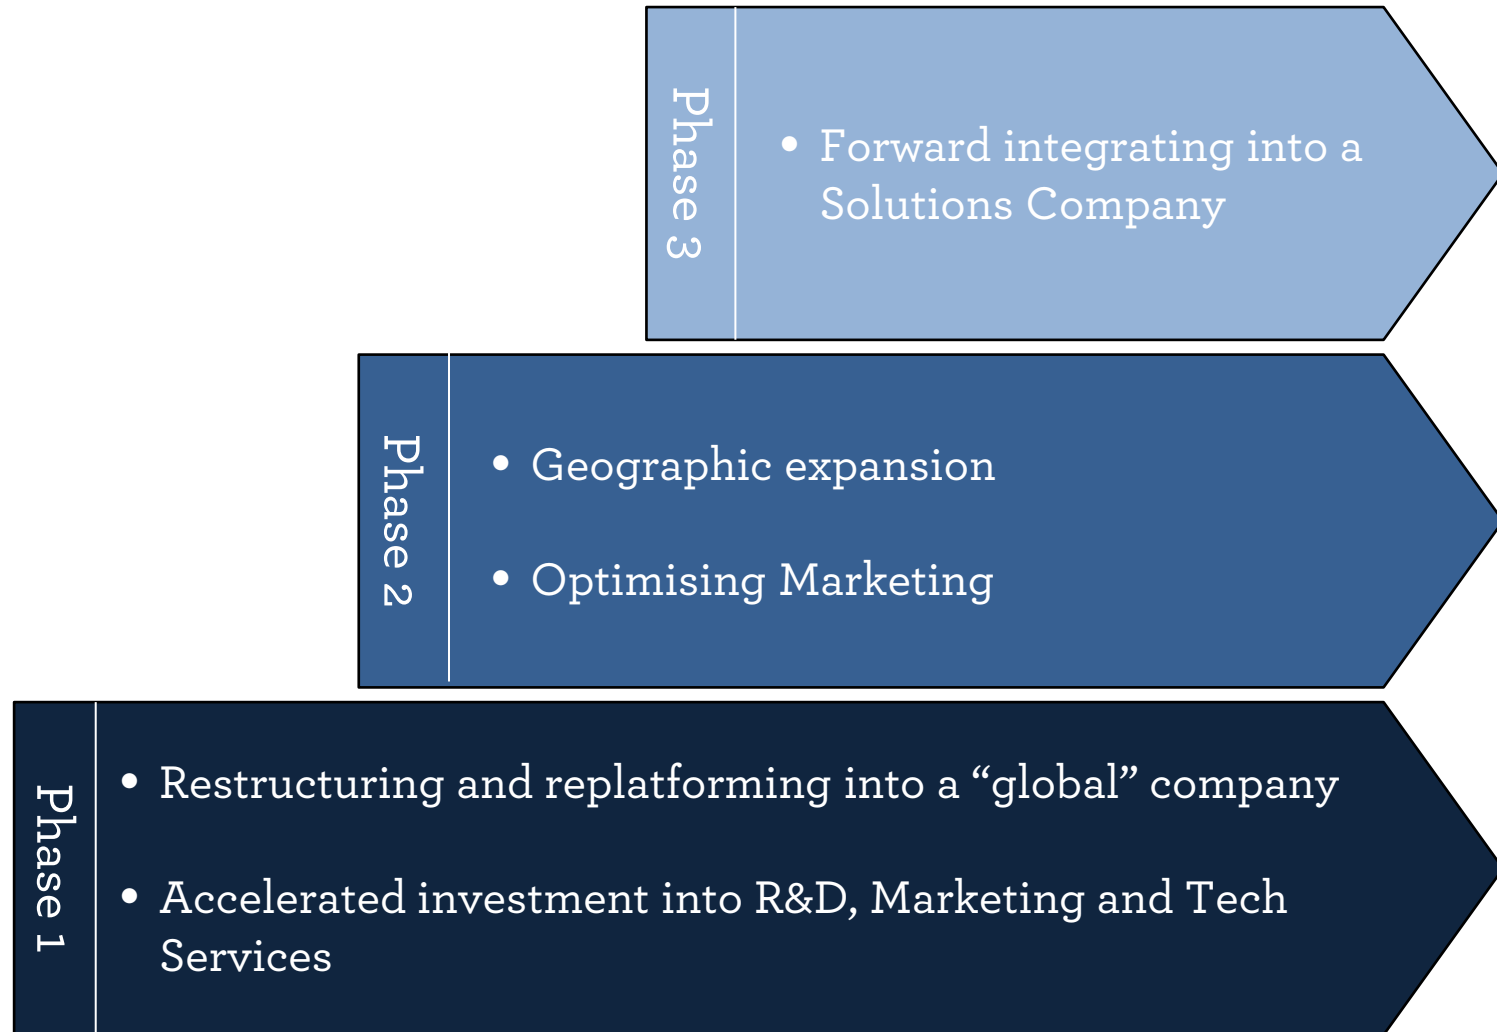 Phase 3
• Forward integrating into a
Solutions Company
Phase 2
• Geographic expansion
• Optimising Marketing
Phase 1
• Restructuring and replatforming into a “global” company
• Accelerated investment into R&D, Marketing and Tech
Services